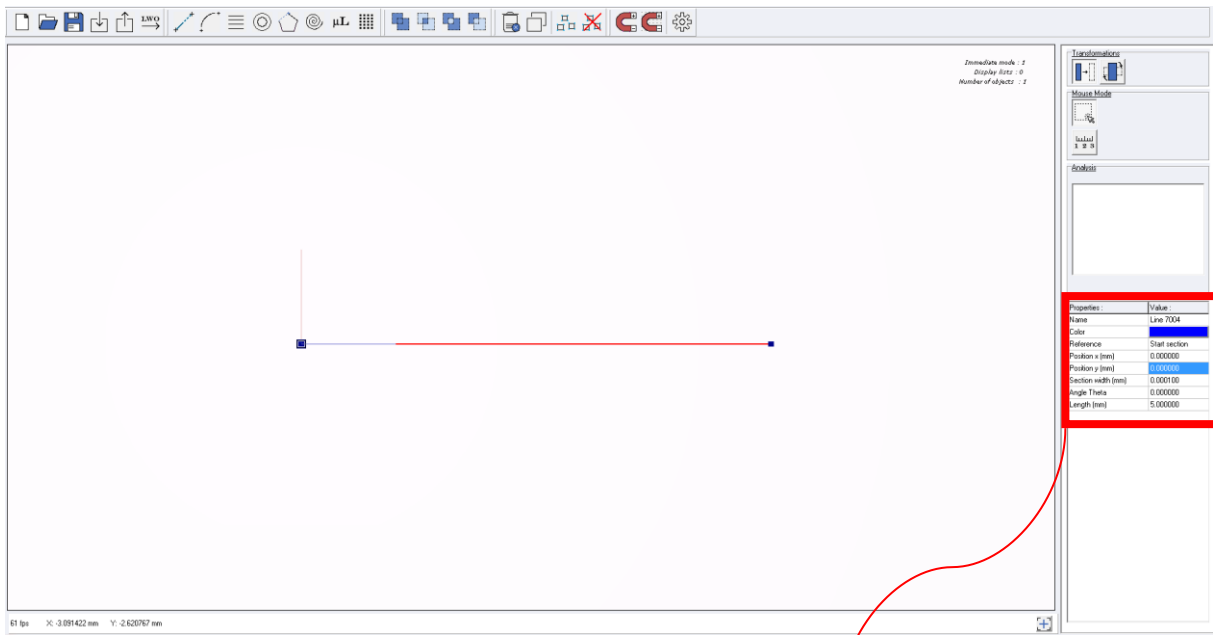 LWO
µL
Immediate mode : 1
Display lists : 0
Number of objects : 1
Transformations
Mouse Mode
1 2 3
Analysis
Properties : Value :
Name Line 7004
Color
Reference Start section
Position x (mm) 0.000000
Position y (mm) 0.000000
Section width (mm) 0.000100
Angle Theta 0.000000
Length (mm) 5.000000
61 fps X: -3.091422 mm Y: -2.620767 mm